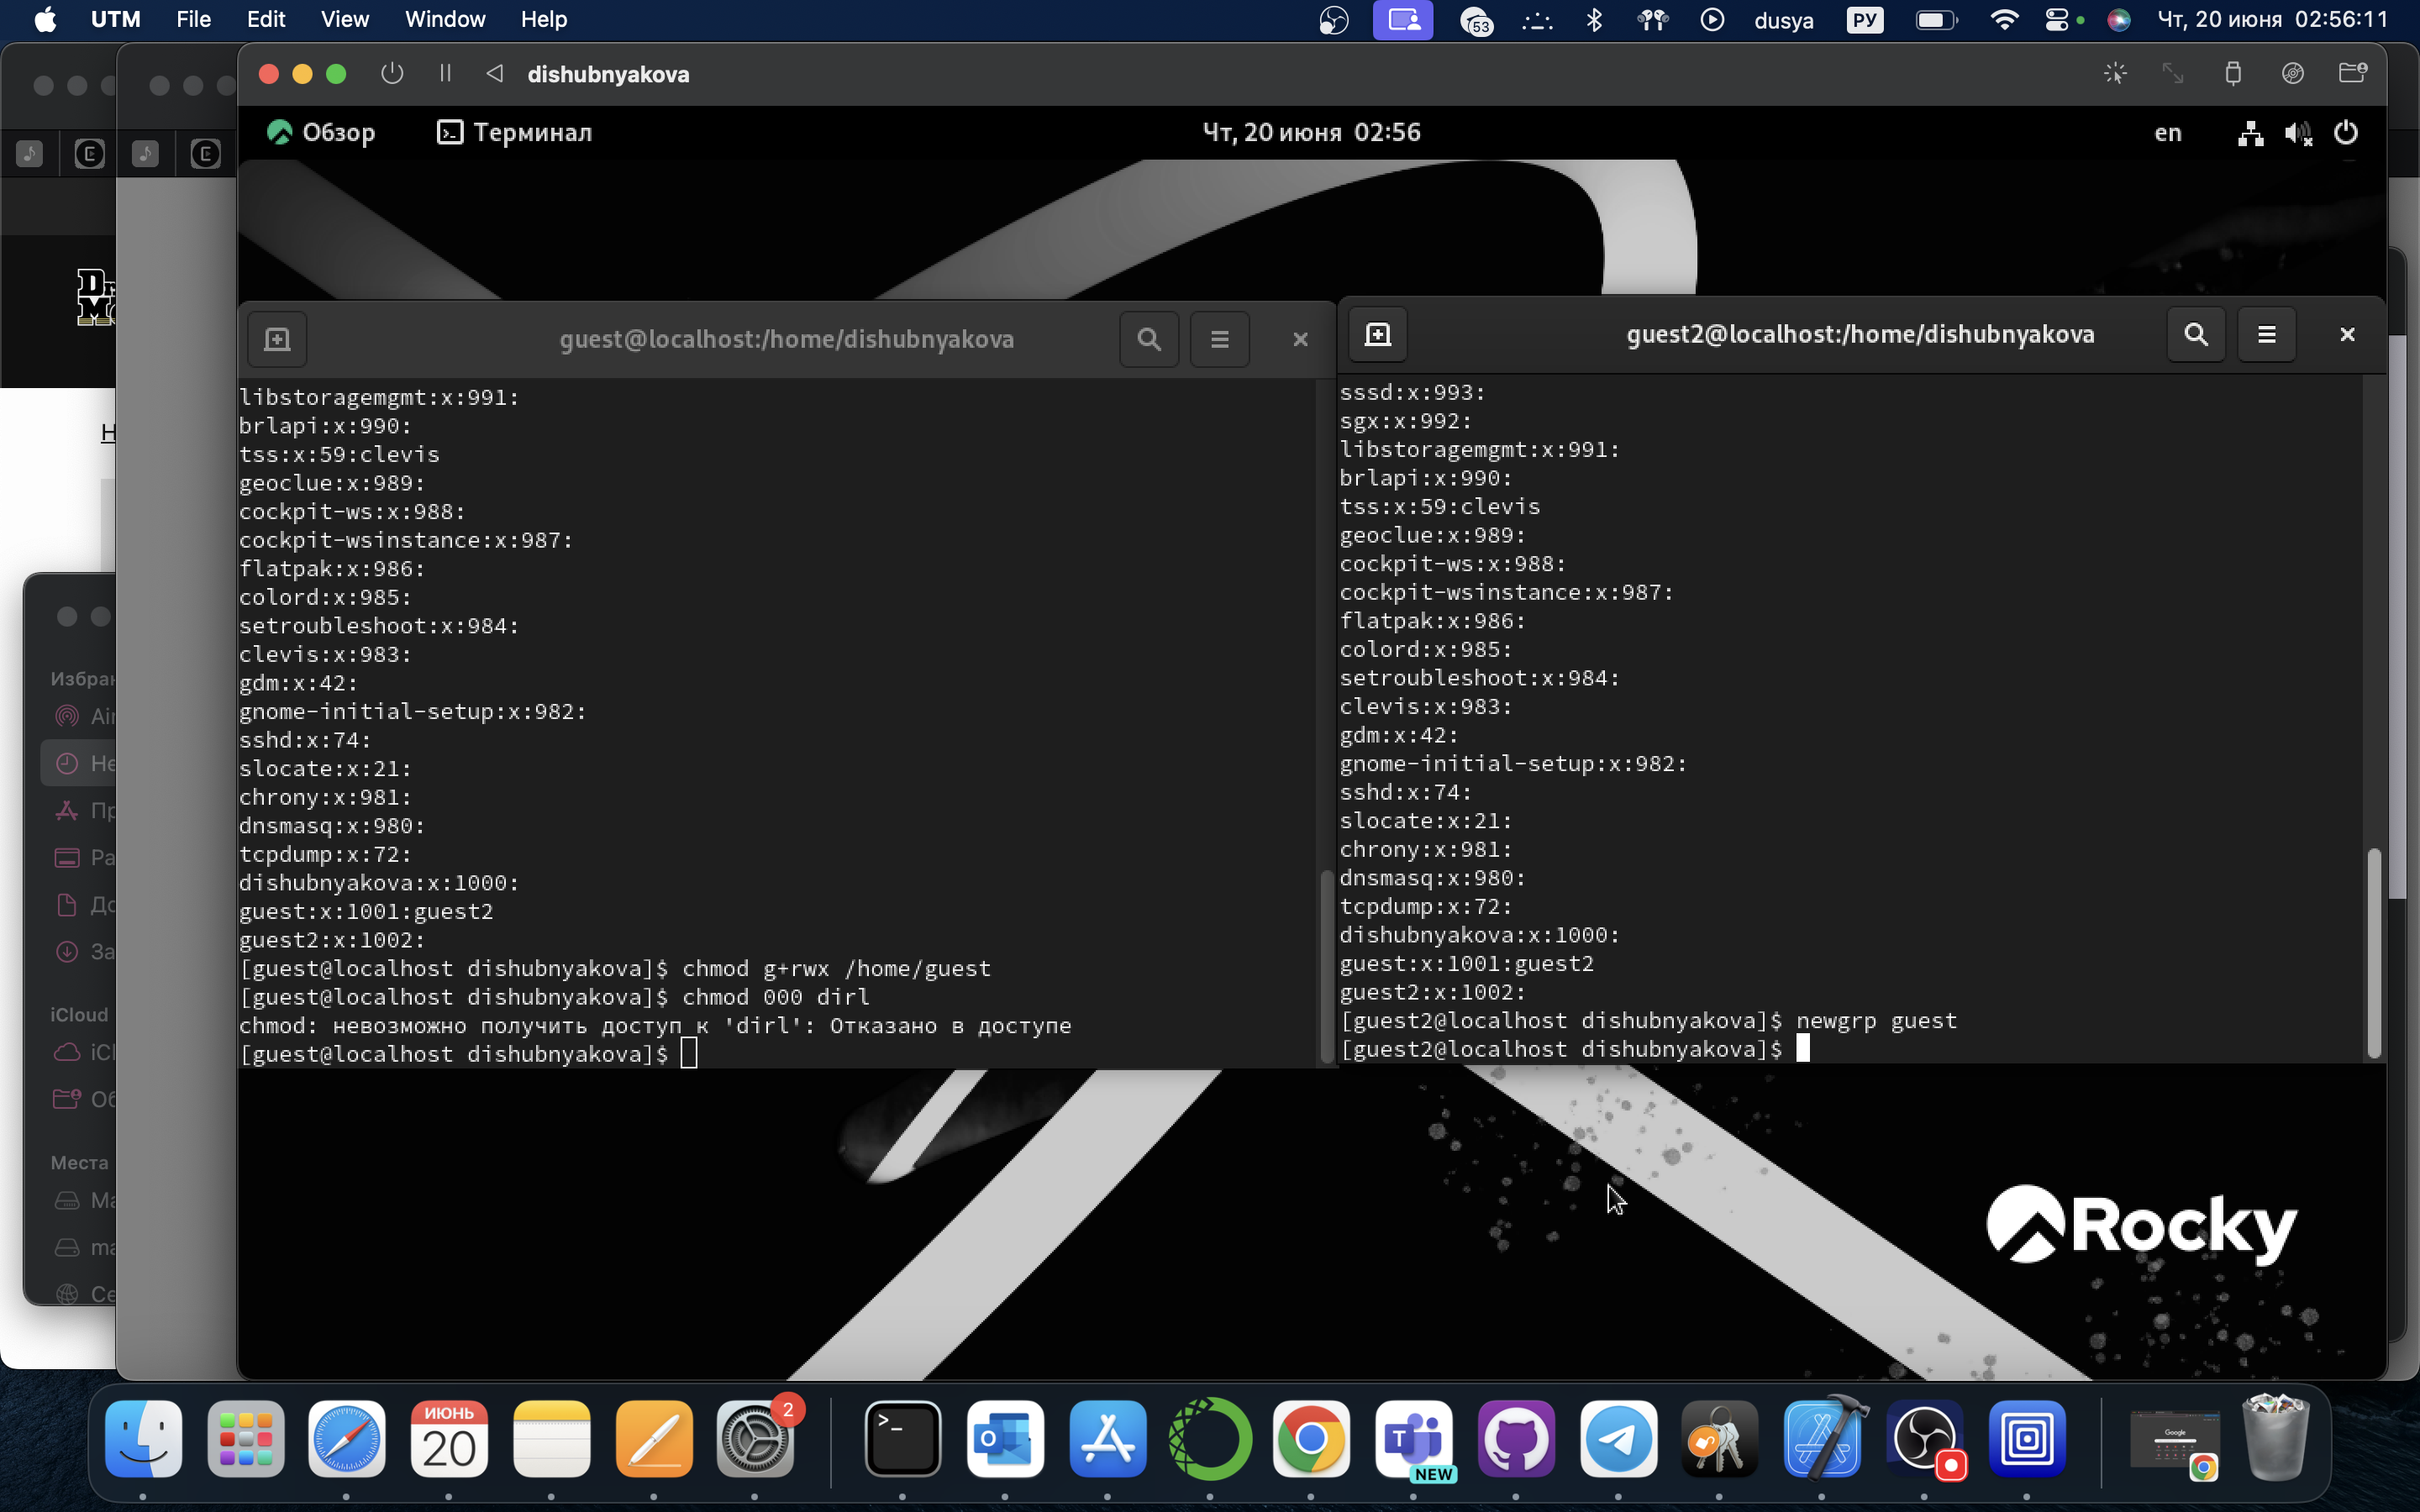 UTM File Edit View Window Help
53 dusya РУ Чт, 20 июня 02:56:11
dishubnyakova
Обзор Терминал Чт, 20 июня 02:56 en
guest@localhost:/home/dishubnyakova
libstoragemgmt:x:991:
brlapi:x:990:
tss:x:59:clevis
geoclue:x:989:
cockpit-ws:x:988:
cockpit-wsinstance:x:987:
flatpak:x:986:
colord:x:985:
setroubleshoot:x:984:
clevis:x:983:
gdm:x:42:
gnome-initial-setup:x:982:
sshd:x:74:
slocate:x:21:
chrony:x:981:
dnsmasq:x:980:
tcpdump:x:72:
dishubnyakova:x:1000:
guest:x:1001:guest2
guest2:x:1002:
[guest@localhost dishubnyakova]$ chmod g+rwx /home/guest
[guest@localhost dishubnyakova]$ chmod 000 dirl
chmod: невозможно получить доступ к 'dirl': Отказано в доступе
[guest@localhost dishubnyakova]$
guest2@localhost:/home/dishubnyakova
sssd:x:993:
sgx:x:992:
libstoragemgmt:x:991:
brlapi:x:990:
tss:x:59:clevis
geoclue:x:989:
cockpit-ws:x:988:
cockpit-wsinstance:x:987:
flatpak:x:986:
colord:x:985:
setroubleshoot:x:984:
clevis:x:983:
gdm:x:42:
gnome-initial-setup:x:982:
sshd:x:74:
slocate:x:21:
chrony:x:981:
dnsmasq:x:980:
tcpdump:x:72:
dishubnyakova:x:1000:
guest:x:1001:guest2
guest2:x:1002:
[guest2@localhost dishubnyakova]$ newgrp guest
[guest2@localhost dishubnyakova]$
Избран
Air
Не
Пр
Ра
До
За
iCloud
iCl
Об
Места
Ma
ma
Се
Rocky
ИЮНЬ
20
2
NEW
Google